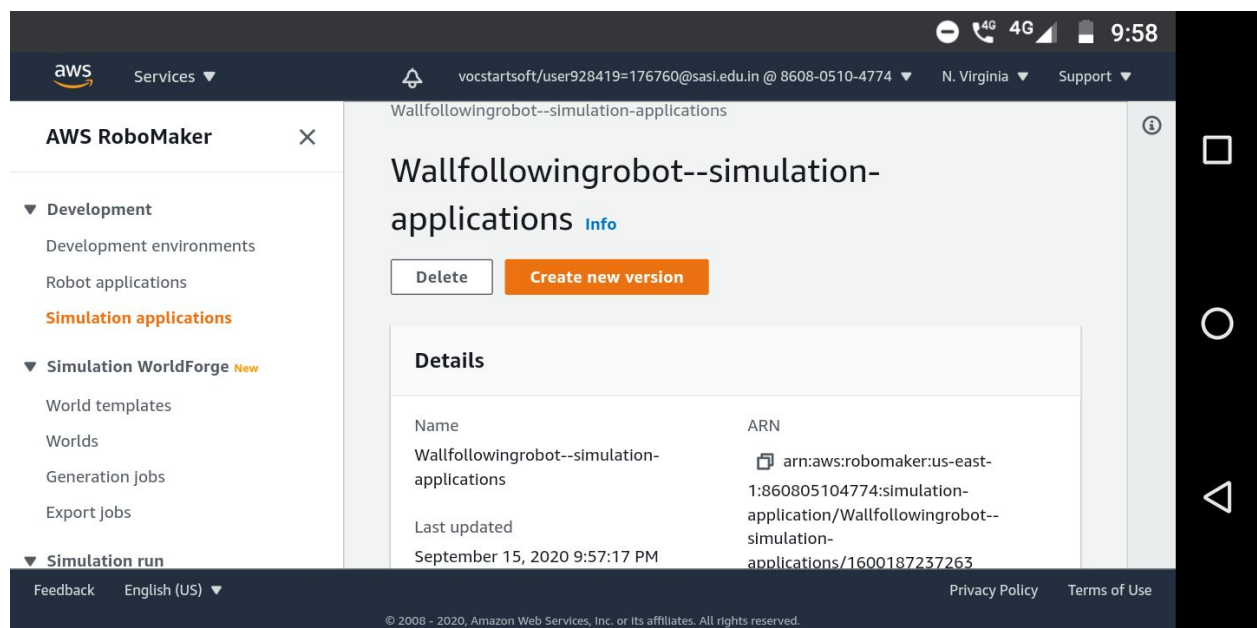 4G 4G 9:58
aws Services vocstartsoft/user928419=176760@sasi.edu.in @ 8608-0510-4774 N. Virginia Support
AWS RoboMaker
Development
Development environments
Robot applications
Simulation applications
Simulation WorldForge New
World templates
Worlds
Generation jobs
Export jobs
Simulation run
Wallfollowingrobot--simulation-applications
Wallfollowingrobot--simulation-
applications Info
Delete Create new version
Details
Name
Wallfollowingrobot--simulation-
applications
Last updated
September 15, 2020 9:57:17 PM
ARN
arn:aws:robomaker:us-east-
1:860805104774:simulation-
application/Wallfollowingrobot--
simulation-
applications/1600187237263
Feedback English (US) Privacy Policy Terms of Use
© 2008 - 2020, Amazon Web Services, Inc. or its affiliates. All rights reserved.